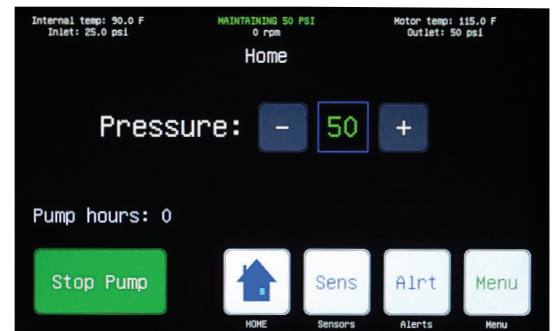 Internal temp: 90.0 F
Inlet: 25.0 psi
MAINTAINING 50 PSI
0 rpm
Motor temp: 115.0 F
Outlet: 50 psi
Home
Pressure: - 50 +
Pump hours: 0
Stop Pump
Sens
Alrt
Menu
HOME
Sensors
Alerts
Menu